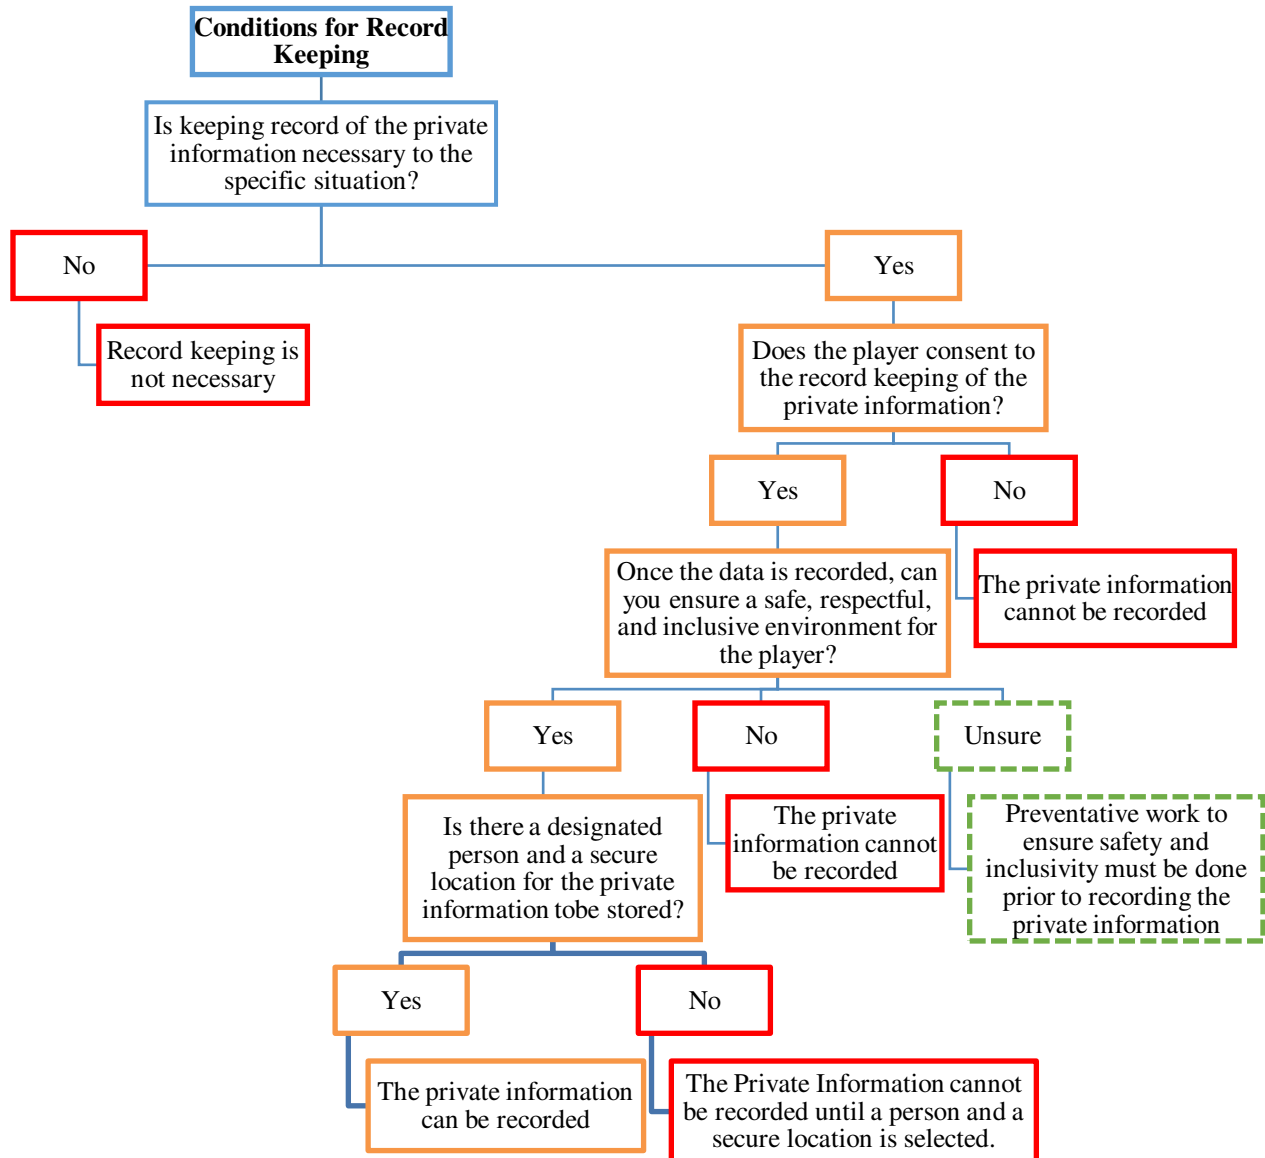 Conditions for Record
Keeping
Is keeping record of the private
information necessary to the
specific situation?
No
Yes
Record keeping is
not necessary
Does the player consent to
the record keeping of the
private information?
Yes
No
Once the data is recorded, can
you ensure a safe, respectful,
and inclusive environment for
the player?
The private information
cannot be recorded
Yes
No
Unsure
Is there a designated
person and a secure
location for the private
information tobe stored?
The private
information cannot
be recorded
Preventative work to
ensure safety and
inclusivity must be done
prior to recording the
private information
Yes
No
The private information
can be recorded
The Private Information cannot
be recorded until a person and a
secure location is selected.